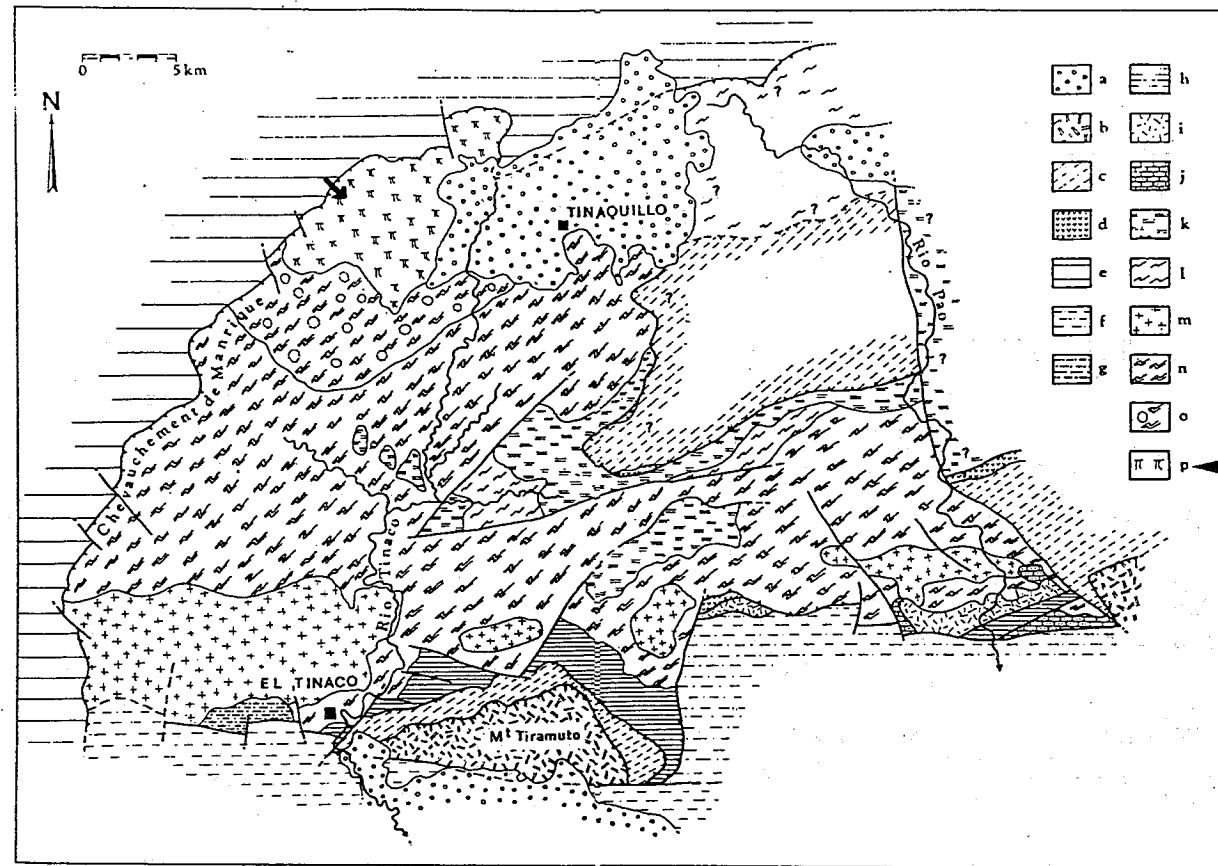 0 5 km
N
TINAQUILLO
Chevauchement de Manrique
Rio Tinaco
Rio Pao
EL TINACO
Mt Tiramuto
a
b
c
d
e
f
g
h
i
j
k
l
m
n
o
p
π π
?
?
?
?
?
?
?
?
?